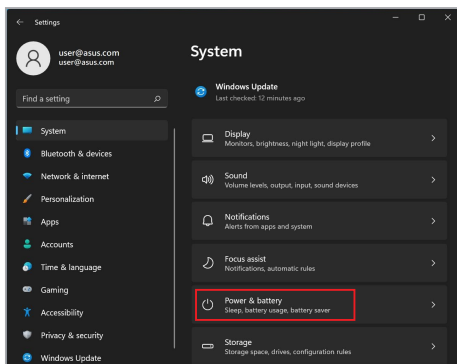 Settings
user@asus.com
user@asus.com
Find a setting
System
Bluetooth & devices
Network & internet
Personalization
Apps
Accounts
Time & language
Gaming
Accessibility
Privacy & security
Windows Update
System
Windows Update
Last checked: 12 minutes ago
Display
Monitors, brightness, night light, display profile
Sound
Volume levels, output, input, sound devices
Notifications
Alerts from apps and system
Focus assist
Notifications, automatic rules
Power & battery
Sleep, battery usage, battery saver
Storage
Storage space, drives, configuration rules